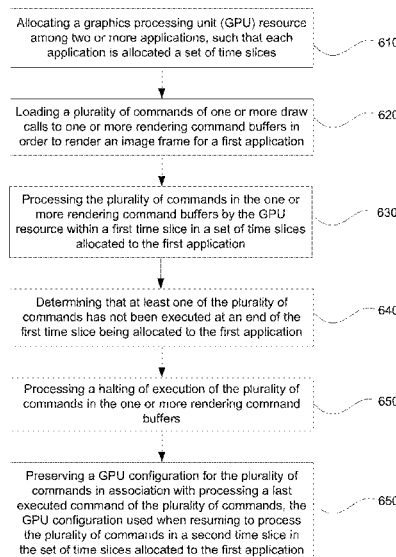 Allocating a graphics processing unit (GPU) resource
among two or more applications, such that each
application is allocated a set of time slices
610
Loading a plurality of commands of one or more draw
calls to one or more rendering command buffers in
order to render an image frame for a first application
620
Processing the plurality of commands in the one or
more rendering command buffers by the GPU
resource within a first time slice in a set of time slices
allocated to the first application
630
Determining that at least one of the plurality of
commands has not been executed at an end of the
first time slice being allocated to the first application
640
Processing a halting of execution of the plurality of
commands in the one or more rendering command
buffers
650
Preserving a GPU configuration for the plurality of
commands in association with processing a last
executed command of the plurality of commands, the
GPU configuration used when resuming to process
the plurality of commands in a second time slice in
the set of time slices allocated to the first application
650